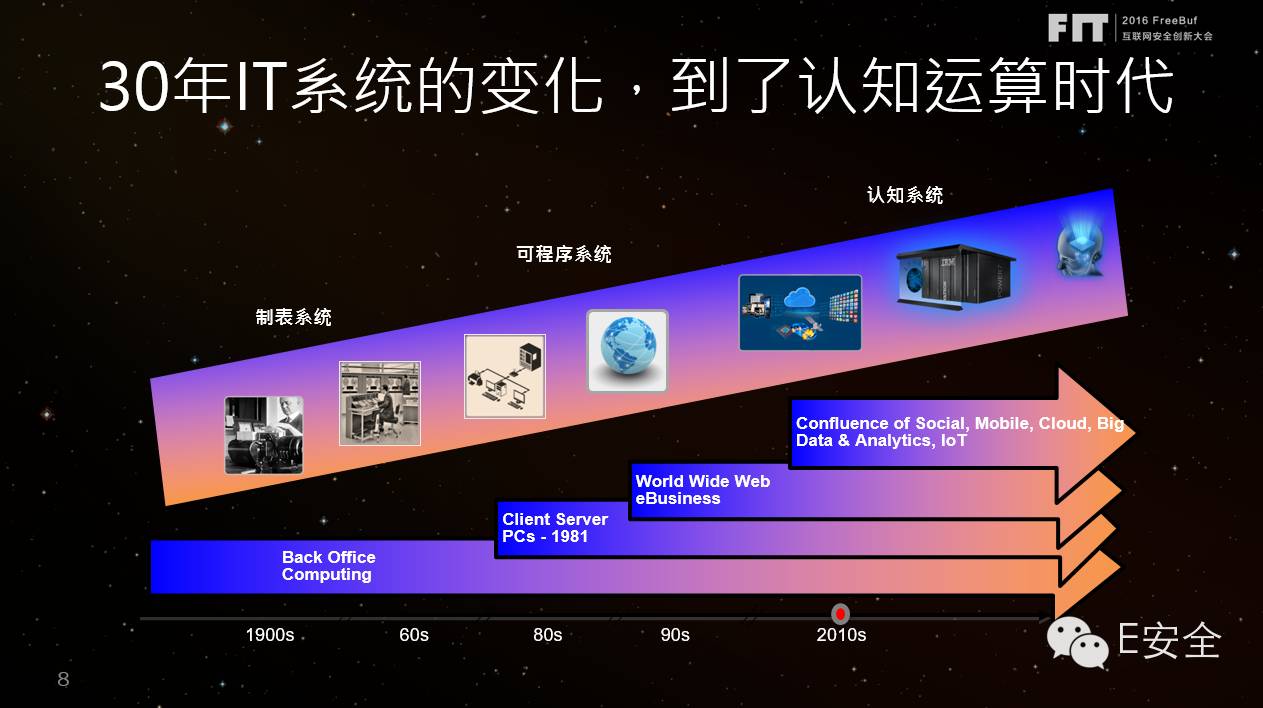 FIT
2016 FreeBuf
互联网安全创新大会
30年IT系统的变化，到了认知运算时代
认知系统
可程序系统
制表系统
IBM
POWER7
Confluence of Social, Mobile, Cloud, Big
Data & Analytics, IoT
World Wide Web
eBusiness
Client Server
PCs - 1981
Back Office
Computing
1900s
60s
80s
90s
2010s
E安全
8